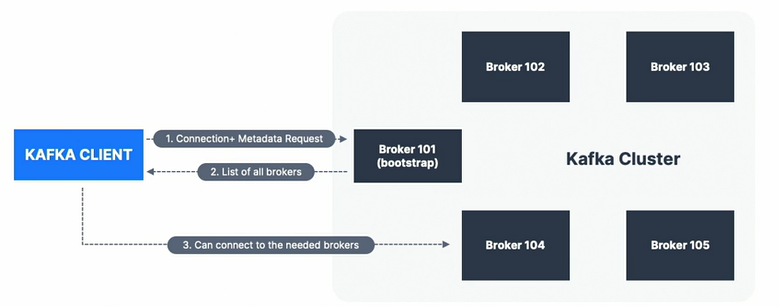 Broker 102
Broker 103
1. Connection+ Metadata Request
KAFKA CLIENT
Broker 101
(bootstrap)
Kafka Cluster
2. List of all brokers
3. Can connect to the needed brokers
Broker 104
Broker 105